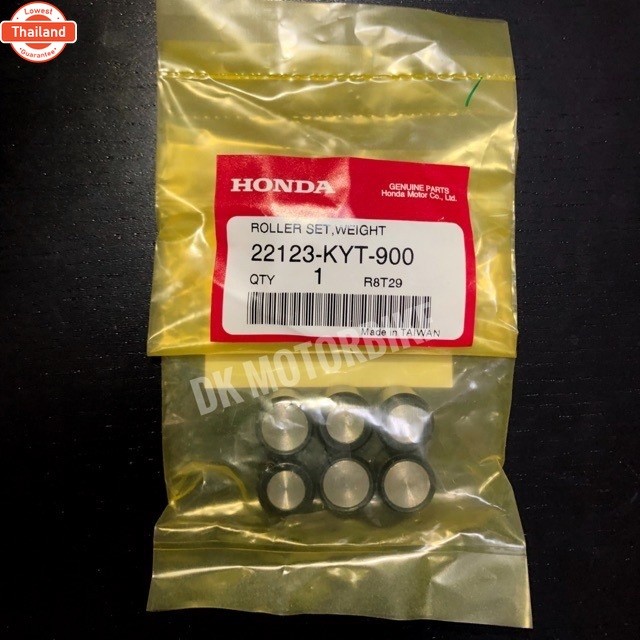 Lowest
Thailand
Guarantee
HONDA
GENUINE PARTS
Honda Motor Co., Ltd.
ROLLER SET,WEIGHT
22123-KYT-900
QTY 1 R8T29
Made in TAIWAN
DK MOTORBIKE